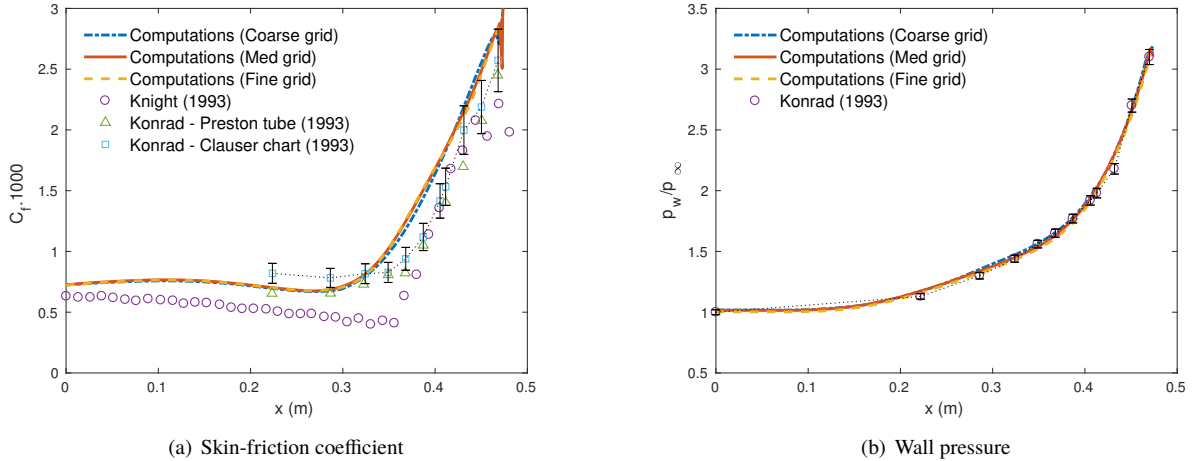 3
2.5
2
1.5
1
0.5
0
C_f.1000
Computations (Coarse grid)
Computations (Med grid)
Computations (Fine grid)
Knight (1993)
Konrad - Preston tube (1993)
Konrad - Clauser chart (1993)
0 0.1 0.2 0.3 0.4 0.5
x (m)
(a) Skin-friction coefficient
3.5
3
2.5
2
1.5
1
0.5
p_w/p_∞
Computations (Coarse grid)
Computations (Med grid)
Computations (Fine grid)
Konrad (1993)
0 0.1 0.2 0.3 0.4 0.5
x (m)
(b) Wall pressure